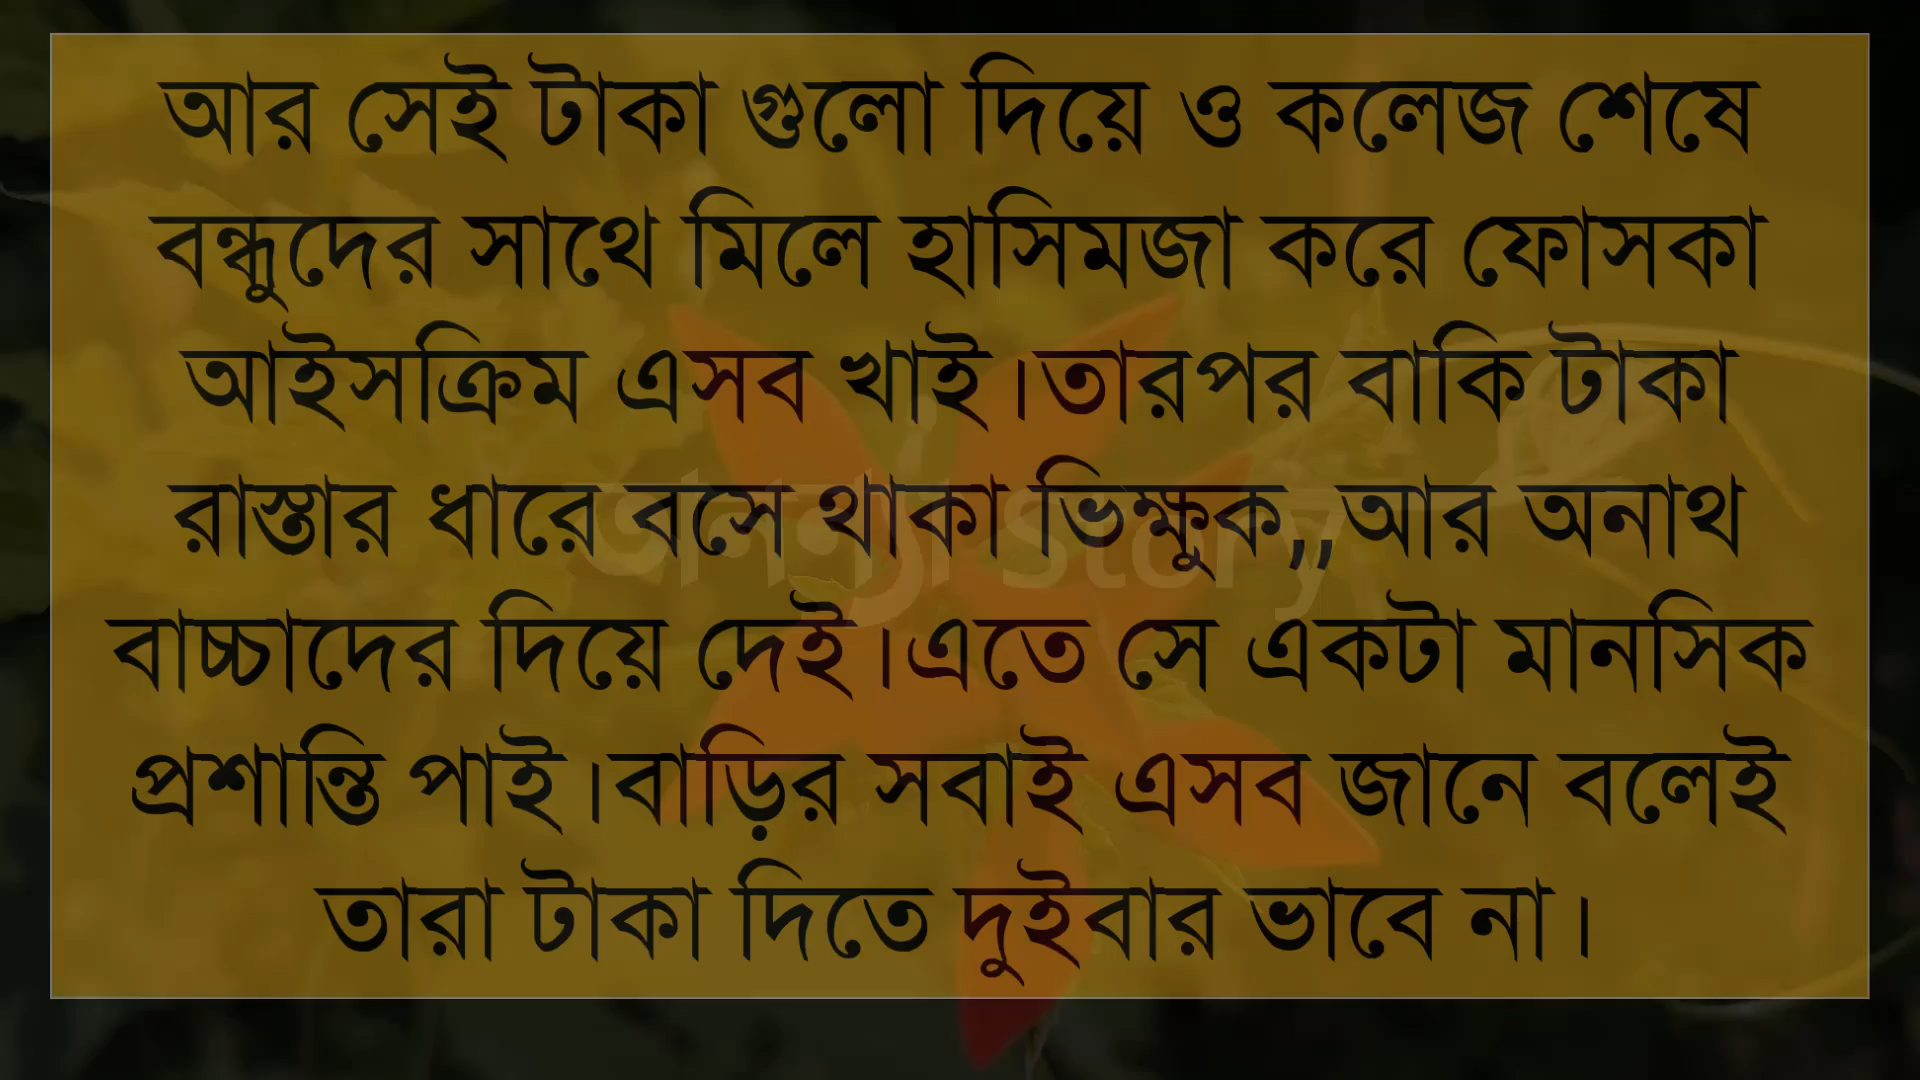 আর সেই টাকা গুলো দিয়ে ও কলেজ শেষে
বন্ধুদের সাথে মিলে হাসিমজা করে ফোসকা
আইসক্রিম এসব খাই।তারপর বাকি টাকা
রাস্তার ধারে বসে থাকা ভিক্ষুক,,আর অনাথ
বাচ্চাদের দিয়ে দেই।এতে সে একটা মানসিক
প্রশান্তি পাই।বাড়ির সবাই এসব জানে বলেই
তারা টাকা দিতে দুইবার ভাবে না।
Story